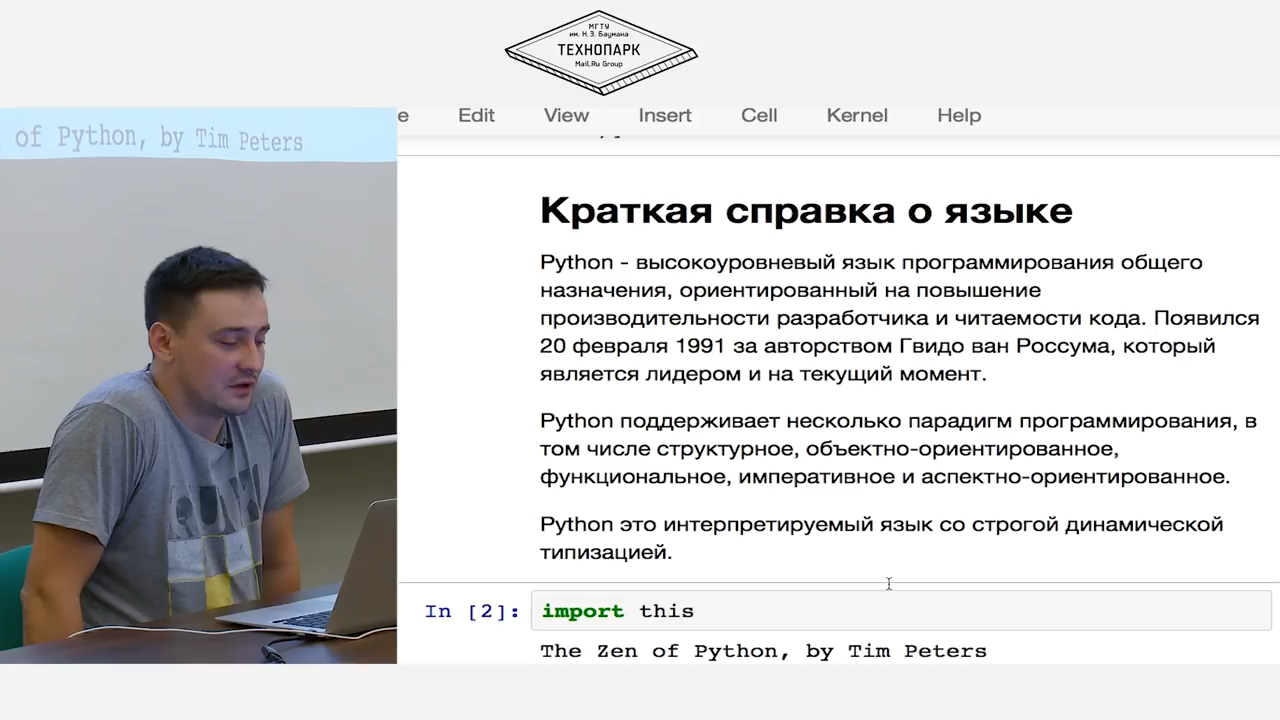 МГТУ
им. Н.Э. Баумана
ТЕХНОПАРК
Mail.Ru Group
of Python, by Tim Peters
e Edit View Insert Cell Kernel Help
Краткая справка о языке
Python - высокоуровневый язык программирования общего
назначения, ориентированный на повышение
производительности разработчика и читаемости кода. Появился
20 февраля 1991 за авторством Гвидо ван Россума, который
является лидером и на текущий момент.
Python поддерживает несколько парадигм программирования, в
том числе структурное, объектно-ориентированное,
функциональное, императивное и аспектно-ориентированное.
Python это интерпретируемый язык со строгой динамической
типизацией.
In [2]: import this
The Zen of Python, by Tim Peters